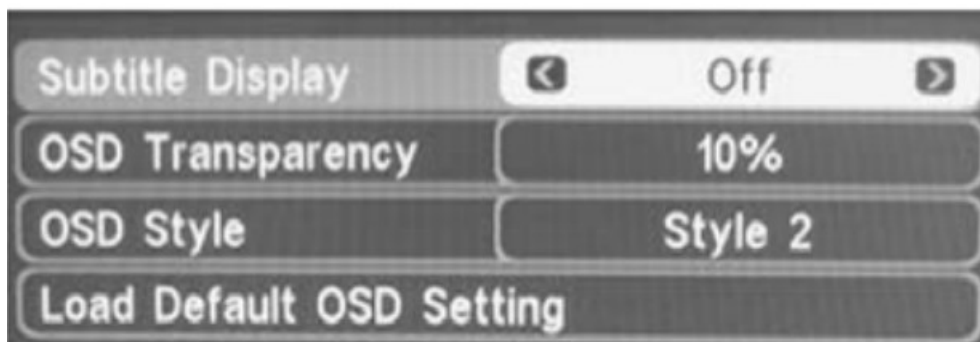 Subtitle Display Off
OSD Transparency 10%
OSD Style Style 2
Load Default OSD Setting